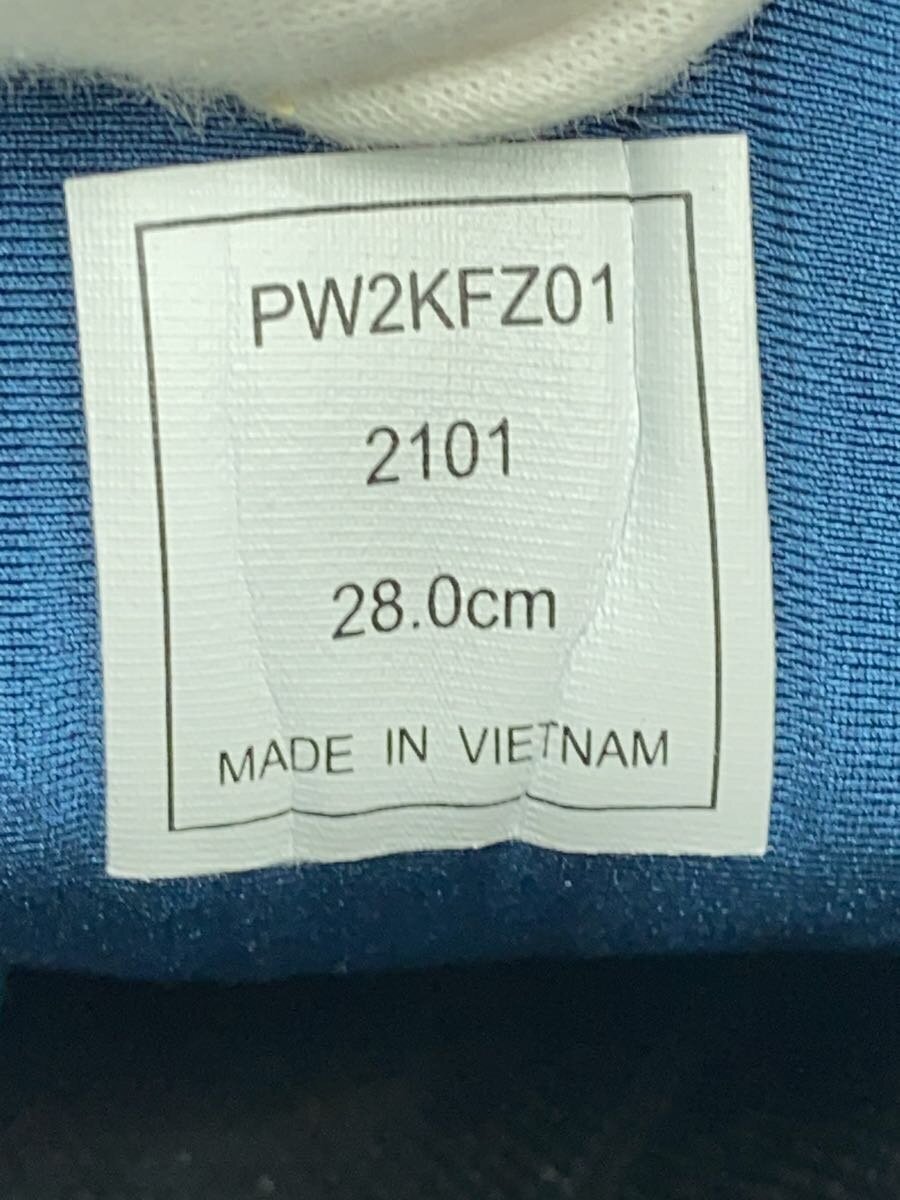 PW2KFZ01
2101
28.0cm
MADE IN VIETNAM